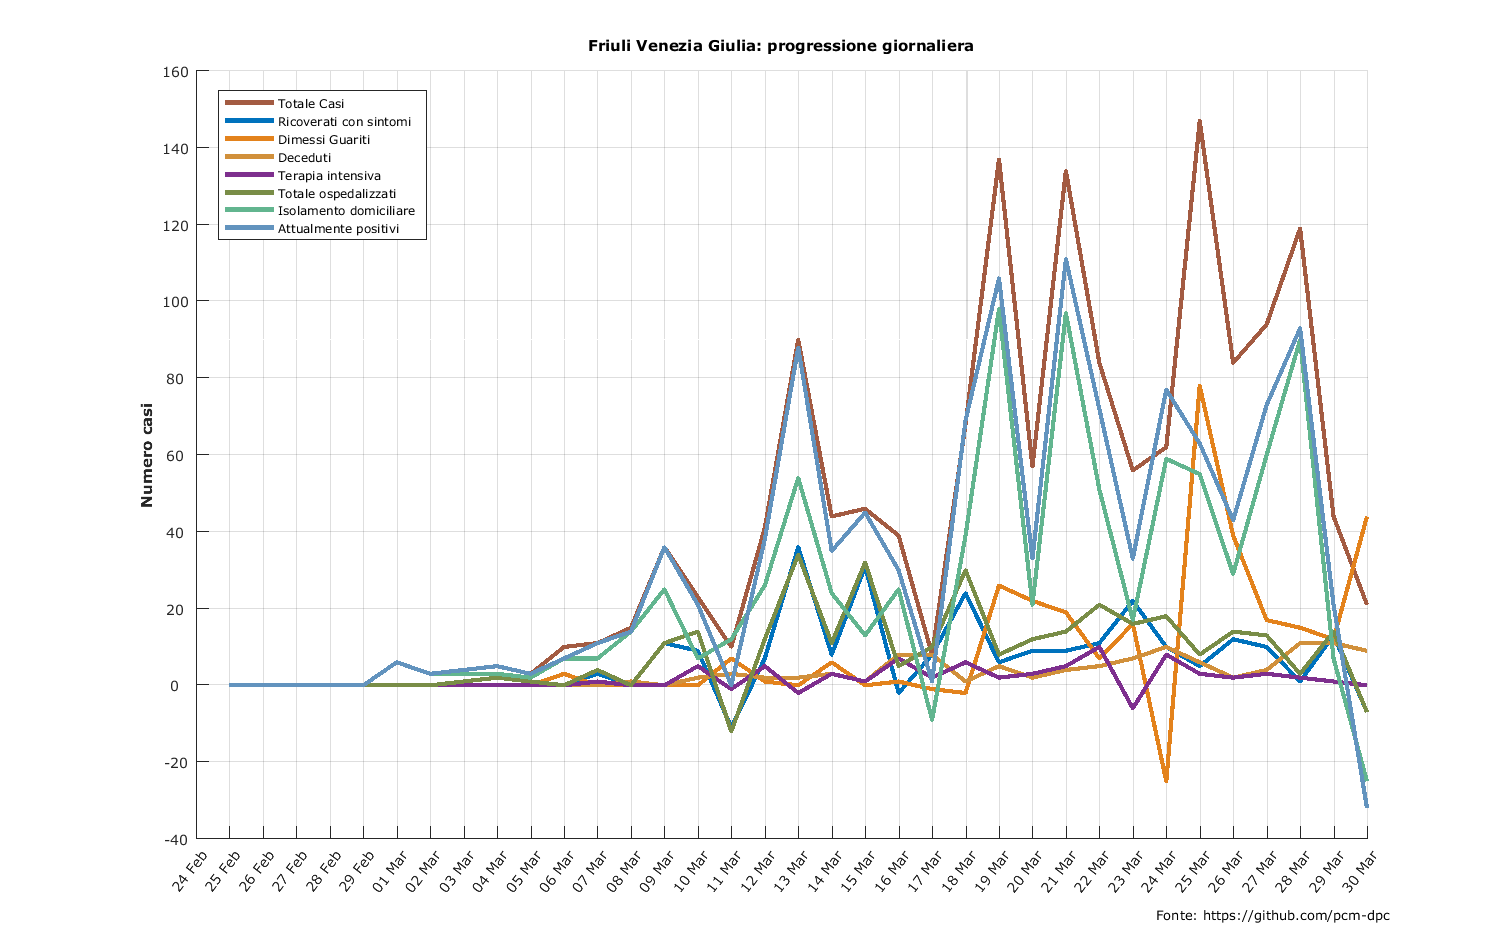 Friuli Venezia Giulia: progressione giornaliera
160
140
120
100
80
60
40
20
0
-20
-40
Numero casi
Totale Casi
Ricoverati con sintomi
Dimessi Guariti
Deceduti
Terapia intensiva
Totale ospedalizzati
Isolamento domiciliare
Attualmente positivi
24 Feb
25 Feb
26 Feb
27 Feb
28 Feb
29 Feb
01 Mar
02 Mar
03 Mar
04 Mar
05 Mar
06 Mar
07 Mar
08 Mar
09 Mar
10 Mar
11 Mar
12 Mar
13 Mar
14 Mar
15 Mar
16 Mar
17 Mar
18 Mar
19 Mar
20 Mar
21 Mar
22 Mar
23 Mar
24 Mar
25 Mar
26 Mar
27 Mar
28 Mar
29 Mar
30 Mar
Fonte: https://github.com/pcm-dpc